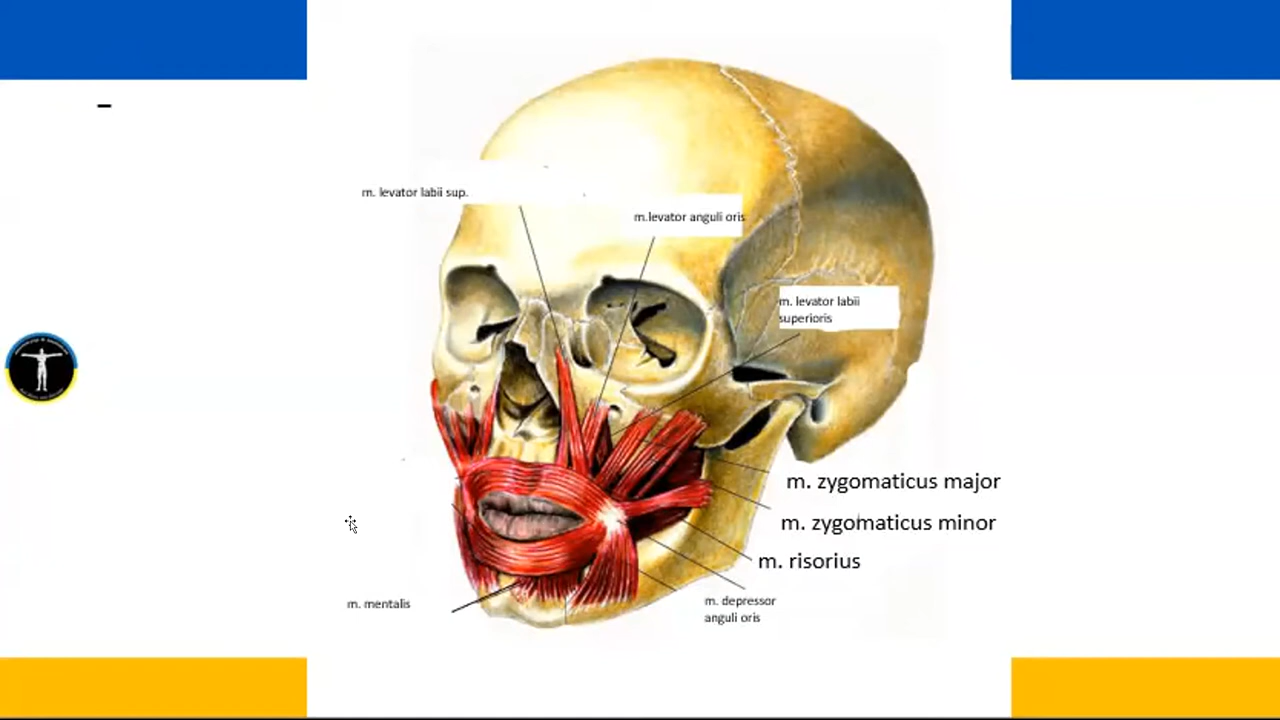 -
m. levator labii sup.
m.levator anguli oris
m. levator labii
superioris
m. zygomaticus major
m. zygomaticus minor
m. risorius
m. mentalis
m. depressor
anguli oris